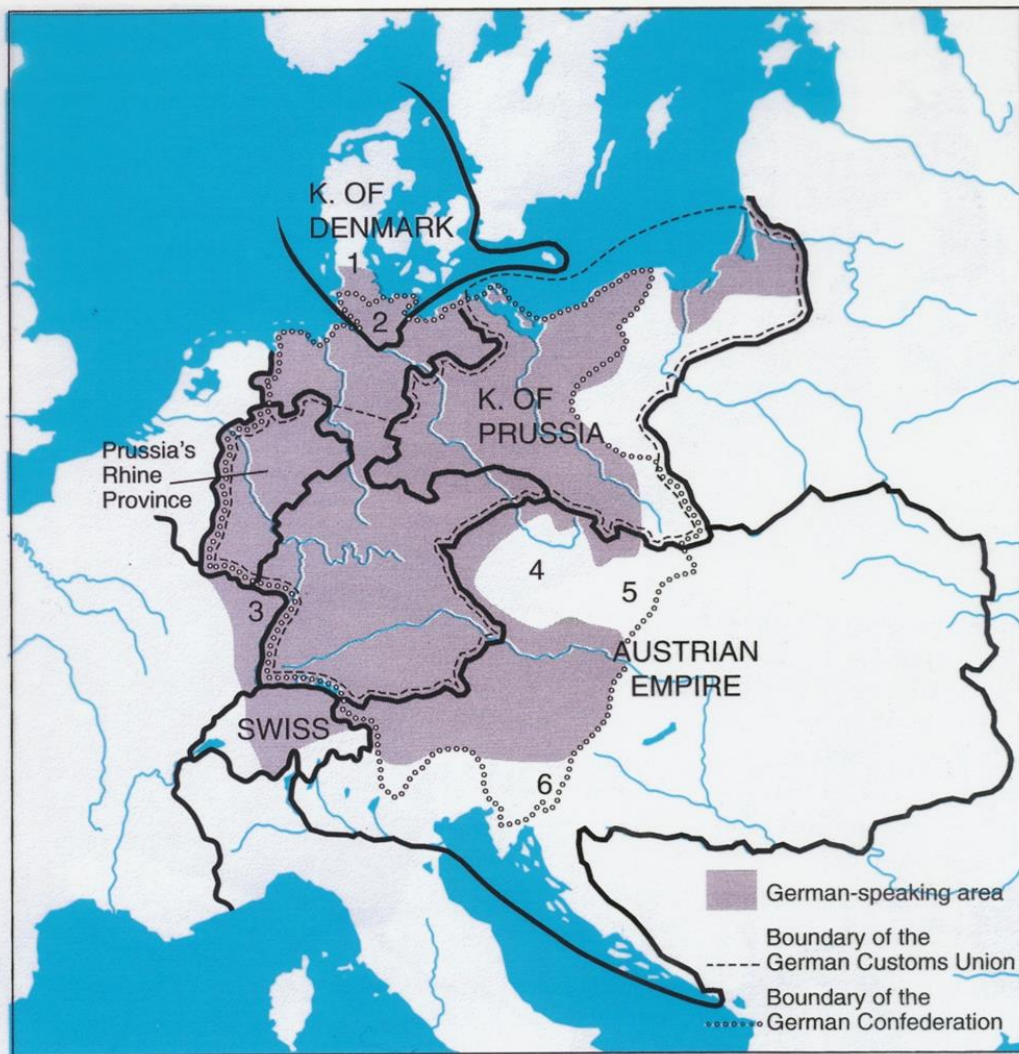 K. OF
DENMARK
1
2
K. OF
PRUSSIA
Prussia's
Rhine
Province
3
4
5
AUSTRIAN
EMPIRE
SWISS
6
German-speaking area
Boundary of the
German Customs Union
Boundary of the
German Confederation